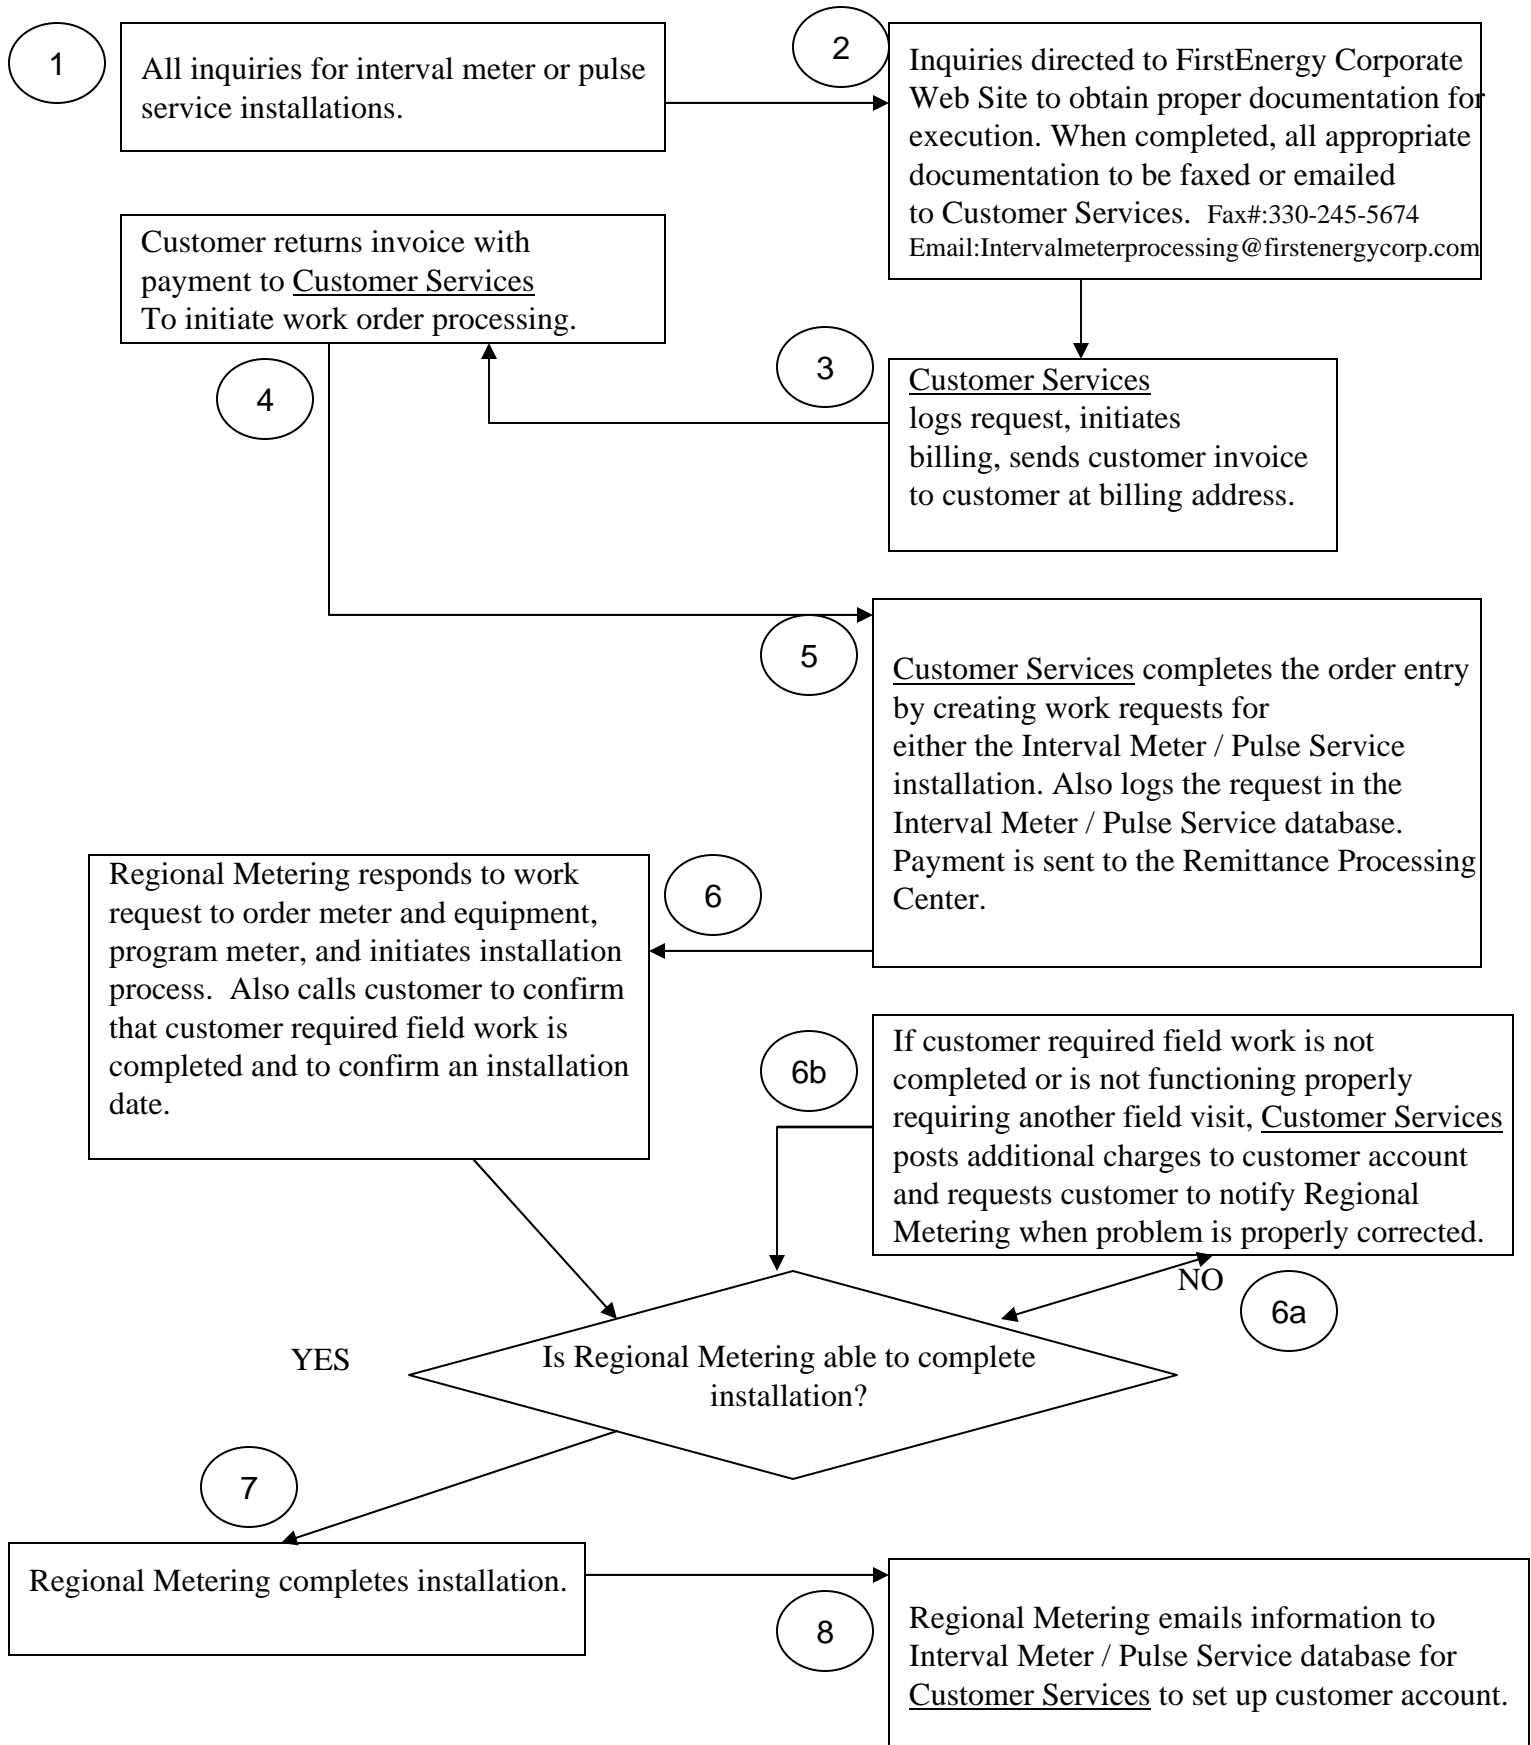 1
All inquiries for interval meter or pulse
service installations.
2
Inquiries directed to FirstEnergy Corporate
Web Site to obtain proper documentation for
execution. When completed, all appropriate
documentation to be faxed or emailed
to Customer Services.  Fax#:330-245-5674
Email:Intervalmeterprocessing@firstenergycorp.com
3
Customer Services
logs request, initiates
billing, sends customer invoice
to customer at billing address.
Customer returns invoice with
payment to Customer Services
To initiate work order processing.
4
5
Customer Services completes the order entry
by creating work requests for
either the Interval Meter / Pulse Service
installation. Also logs the request in the
Interval Meter / Pulse Service database.
Payment is sent to the Remittance Processing
Center.
6
Regional Metering responds to work
request to order meter and equipment,
program meter, and initiates installation
process.  Also calls customer to confirm
that customer required field work is
completed and to confirm an installation
date.
6b
If customer required field work is not
completed or is not functioning properly
requiring another field visit, Customer Services
posts additional charges to customer account
and requests customer to notify Regional
Metering when problem is properly corrected.
NO
6a
YES
Is Regional Metering able to complete
installation?
7
Regional Metering completes installation.
8
Regional Metering emails information to
Interval Meter / Pulse Service database for
Customer Services to set up customer account.